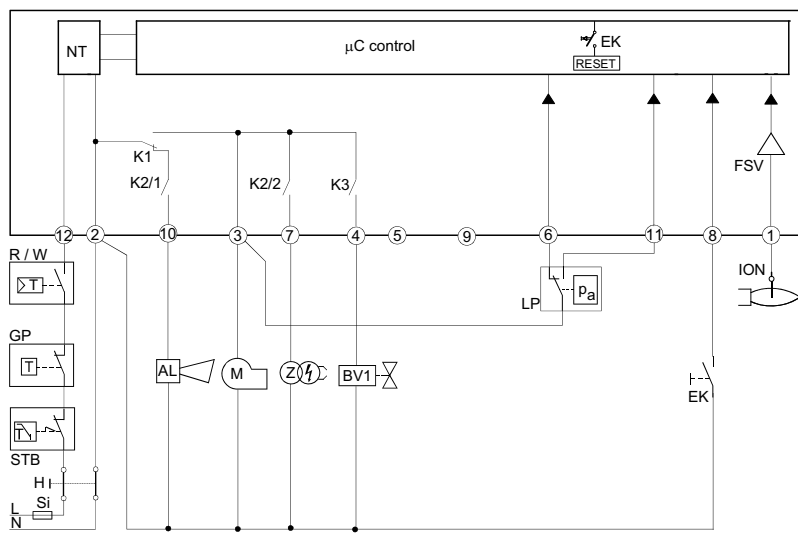 NT
µC control
EK
RESET
K1
K2/1
K2/2
K3
FSV
12
2
10
3
7
4
5
9
6
11
8
1
R / W
T
GP
T
STB
T
H
Si
L
N
AL
M
Z
BV1
LP
pa
ION
EK